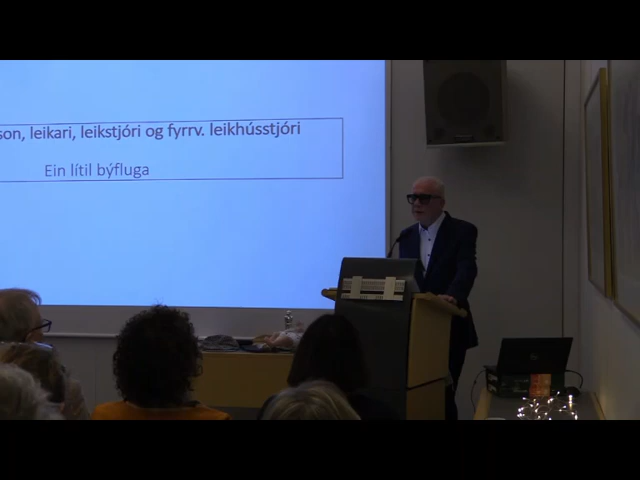 son, leikari, leikstjóri og fyrrv. leikhússtjóri
Ein lítil býfluga